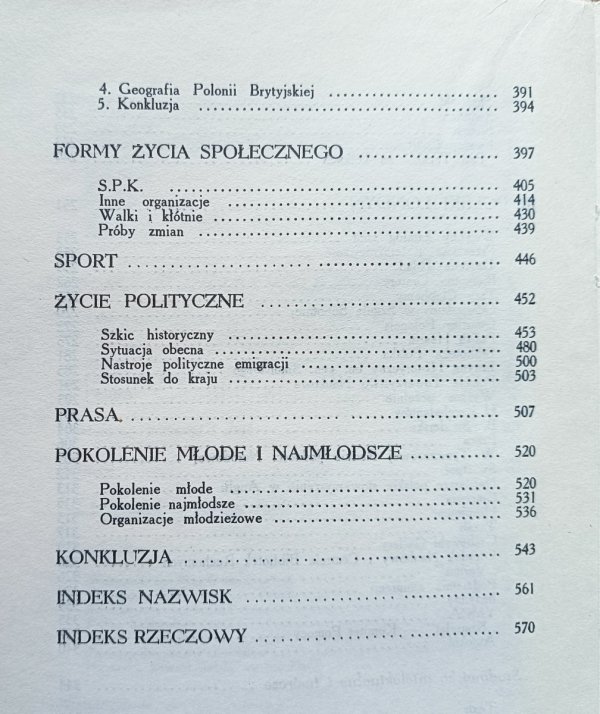 4. Geografia Polonii Brytyjskiej ........................ 391
5. Konkluzja ........................ 394
FORMY ŻYCIA SPOŁECZNEGO ........................ 397
S.P.K. ........................ 405
Inne organizacje ........................ 414
Walki i kłótnie ........................ 430
Próby zmian ........................ 439
SPORT ........................ 446
ŻYCIE POLITYCZNE ........................ 452
Szkic historyczny ........................ 453
Sytuacja obecna ........................ 480
Nastroje polityczne emigracji ........................ 500
Stosunek do kraju ........................ 503
PRASA ........................ 507
POKOLENIE MŁODE I NAJMŁODSZE ........................ 520
Pokolenie młode ........................ 520
Pokolenie najmłodsze ........................ 531
Organizacje młodzieżowe ........................ 536
KONKLUZJA ........................ 543
INDEKS NAZWISK ........................ 561
INDEKS RZECZOWY ........................ 570